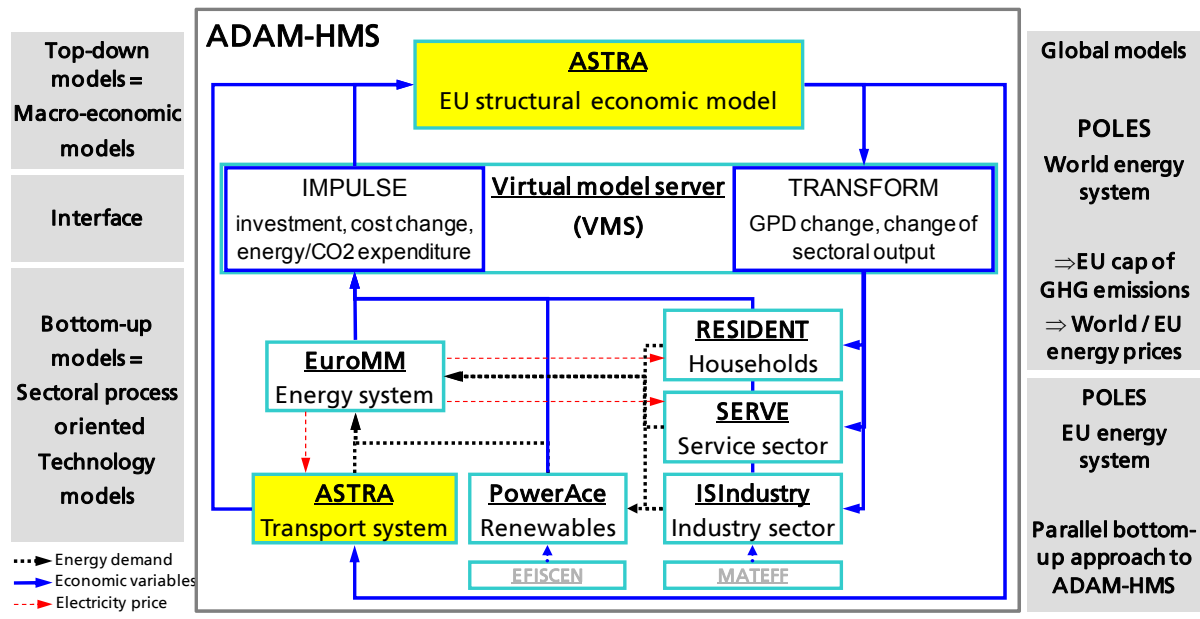 Top-down
models =
Macro-economic
models
Interface
Bottom-up
models =
Sectoral process
oriented
Technology
models
Energy demand
Economic variables
Electricity price
ADAM-HMS
ASTRA
EU structural economic model
IMPULSE
investment, cost change,
energy/CO2 expenditure
Virtual model server
(VMS)
TRANSFORM
GPD change, change of
sectoral output
EuroMM
Energy system
RESIDENT
Households
SERVE
Service sector
ASTRA
Transport system
PowerAce
Renewables
ISIndustry
Industry sector
EFISCEN
MATEFF
Global models
POLES
World energy
system
⇒EU cap of
GHG emissions
⇒ World / EU
energy prices
POLES
EU energy
system
Parallel bottom-
up approach to
ADAM-HMS